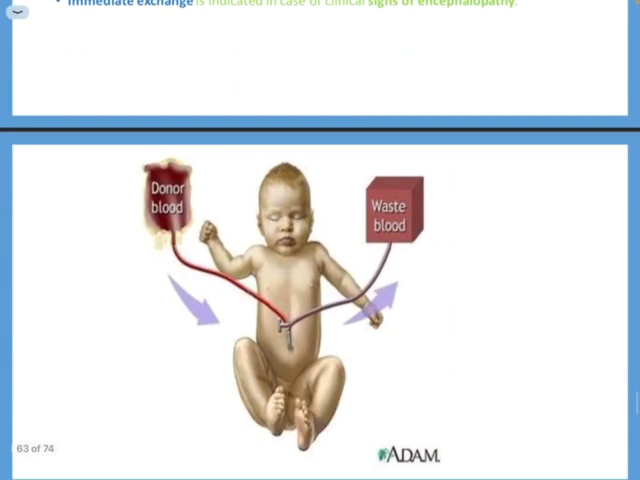 • Immediate exchange is indicated in case of clinical signs of encephalopathy.
Donor
blood
Waste
blood
63 of 74
ADAM.